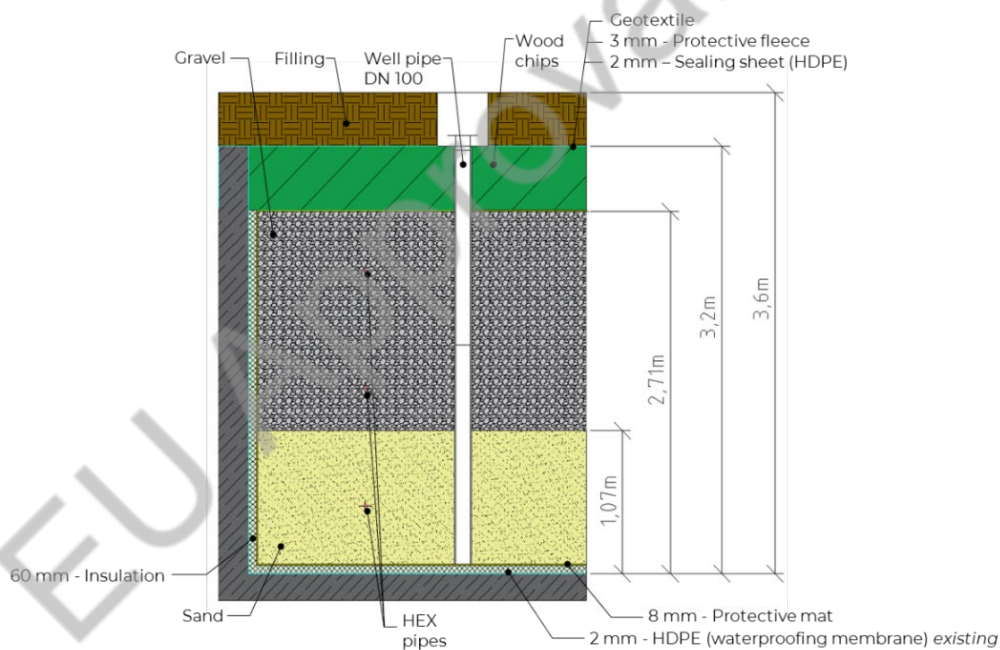 Geotextile
3 mm - Protective fleece
2 mm – Sealing sheet (HDPE)
Wood
chips
Gravel
Filling
Well pipe
DN 100
3,6m
3,2m
2,71m
1,07m
60 mm - Insulation
Sand
HEX
pipes
8 mm - Protective mat
2 mm - HDPE (waterproofing membrane) existing
EU Approva